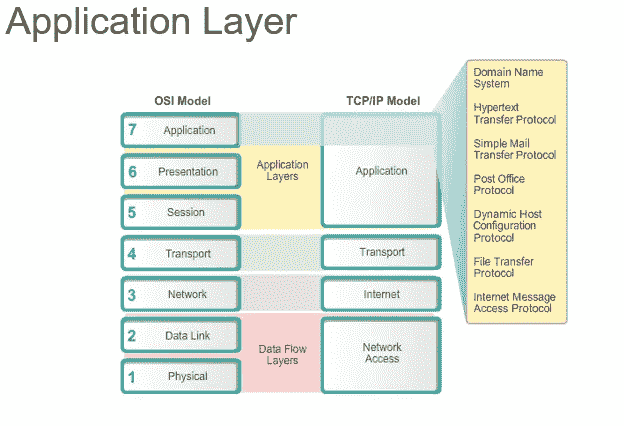 Application Layer
OSI Model
TCP/IP Model
7 Application
6 Presentation
5 Session
4 Transport
3 Network
2 Data Link
1 Physical
Application
Layers
Data Flow
Layers
Application
Transport
Internet
Network
Access
Domain Name
System
Hypertext
Transfer Protocol
Simple Mail
Transfer Protocol
Post Office
Protocol
Dynamic Host
Configuration
Protocol
File Transfer
Protocol
Internet Message
Access Protocol